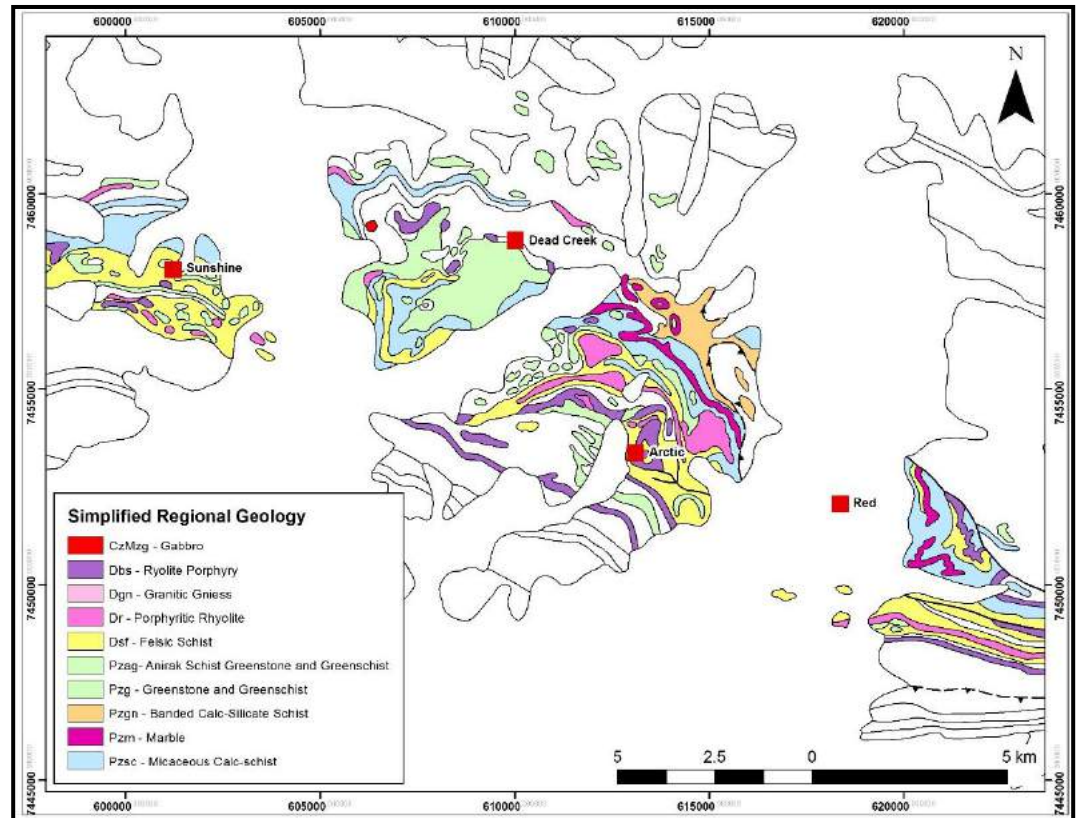 600000
605000
610000
615000
620000
N
7460000
7460000
Dead Creek
Sunshine
7455000
7455000
Arctic
Red
Simplified Regional Geology
CzMzg - Gabbro
Dbs - Ryolite Porphyry
Dgn - Granitic Gniess
Dr - Porphyritic Rhyolite
Dsf - Felsic Schist
Pzag- Anirak Schist Greenstone and Greenschist
Pzg - Greenstone and Greenschist
Pzgn - Banded Calc-Silicate Schist
Pzm - Marble
Pzsc - Micaceous Calc-schist
7450000
7450000
5 2.5 0 5 km
7445000
7445000
600000
605000
610000
615000
620000